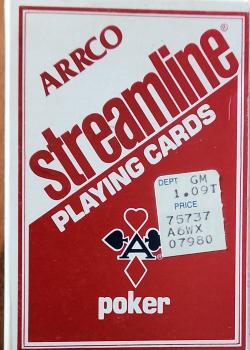 ARRCO
streamline®
PLAYING CARDS
DEPT GM
1.09T
PRICE
75737
A6WX
07980
A
®
poker